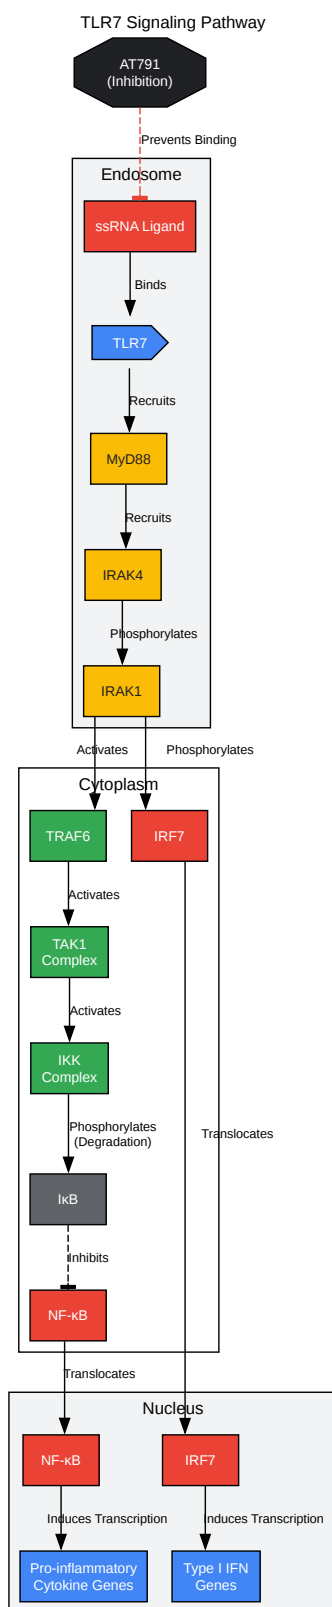 TLR7 Signaling Pathway
AT791
(Inhibition)
Prevents Binding
Endosome
ssRNA Ligand
Binds
TLR7
Recruits
MyD88
Recruits
IRAK4
Phosphorylates
IRAK1
Activates
Phosphorylates
Cytoplasm
TRAF6
IRF7
Activates
TAK1
Complex
Activates
IKK
Complex
Phosphorylates
(Degradation)
Translocates
IκB
Inhibits
NF-κB
Translocates
Nucleus
NF-κB
IRF7
Induces Transcription
Induces Transcription
Pro-inflammatory
Cytokine Genes
Type I IFN
Genes